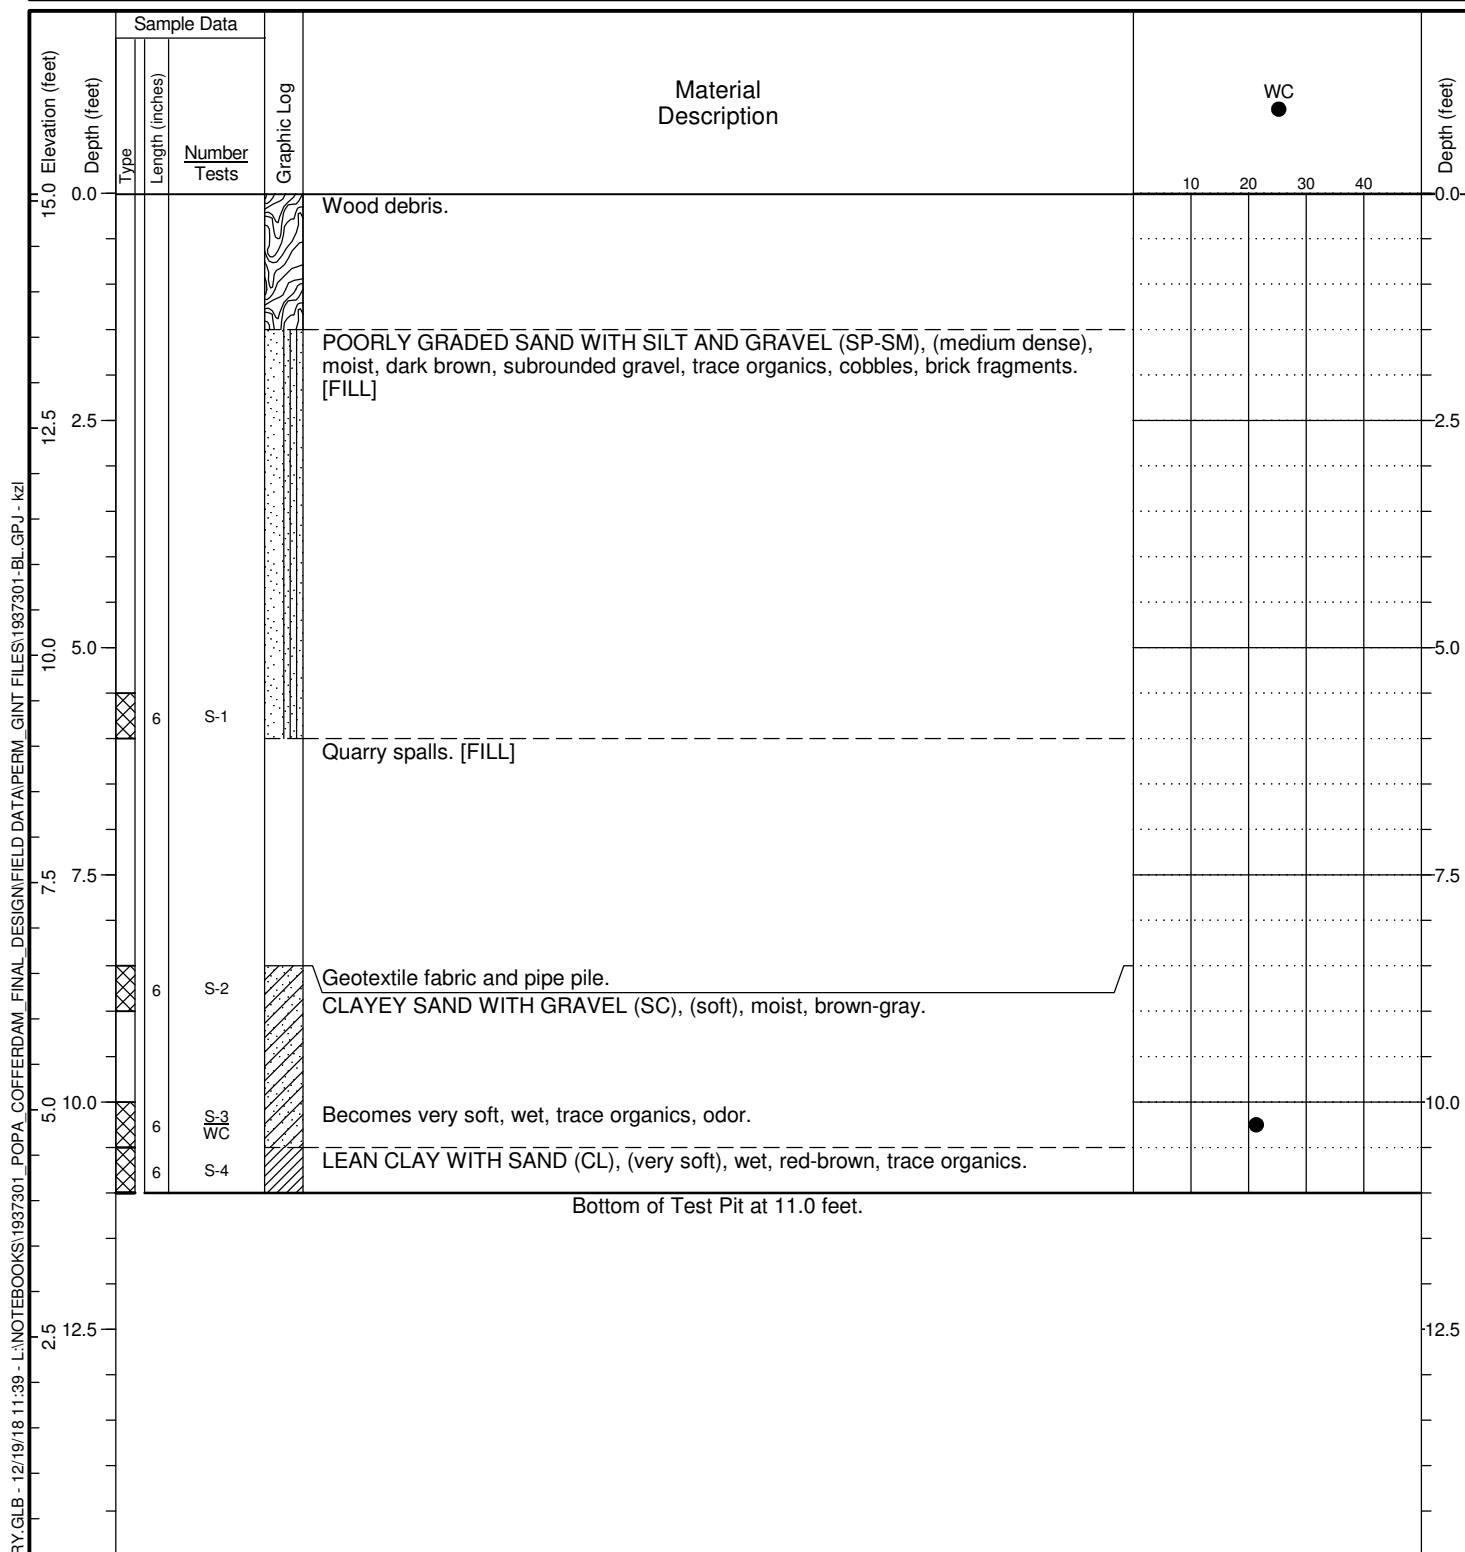 Sample Data
Elevation (feet)
Depth (feet)
Type
Length (inches)
Number
Tests
Graphic Log
Material
Description
WC
Depth (feet)
10 20 30 40
15.0 0.0 0.0
Wood debris.
POORLY GRADED SAND WITH SILT AND GRAVEL (SP-SM), (medium dense),
moist, dark brown, subrounded gravel, trace organics, cobbles, brick fragments.
[FILL]
12.5 2.5 2.5
10.0 5.0 5.0
6 S-1
Quarry spalls. [FILL]
7.5 7.5 7.5
Geotextile fabric and pipe pile.
6 S-2
CLAYEY SAND WITH GRAVEL (SC), (soft), moist, brown-gray.
5.0 10.0 10.0
6 S-3
WC
Becomes very soft, wet, trace organics, odor.
6 S-4
LEAN CLAY WITH SAND (CL), (very soft), wet, red-brown, trace organics.
Bottom of Test Pit at 11.0 feet.
2.5 12.5 12.5
RY.GLB - 12/19/18 11:39 - L:\NOTEBOOKS\1937301_POPA_COFFERDAM_FINAL_DESIGN\FIELD DATA\PERM_GINT FILES\1937301-BL.GPJ - kzl